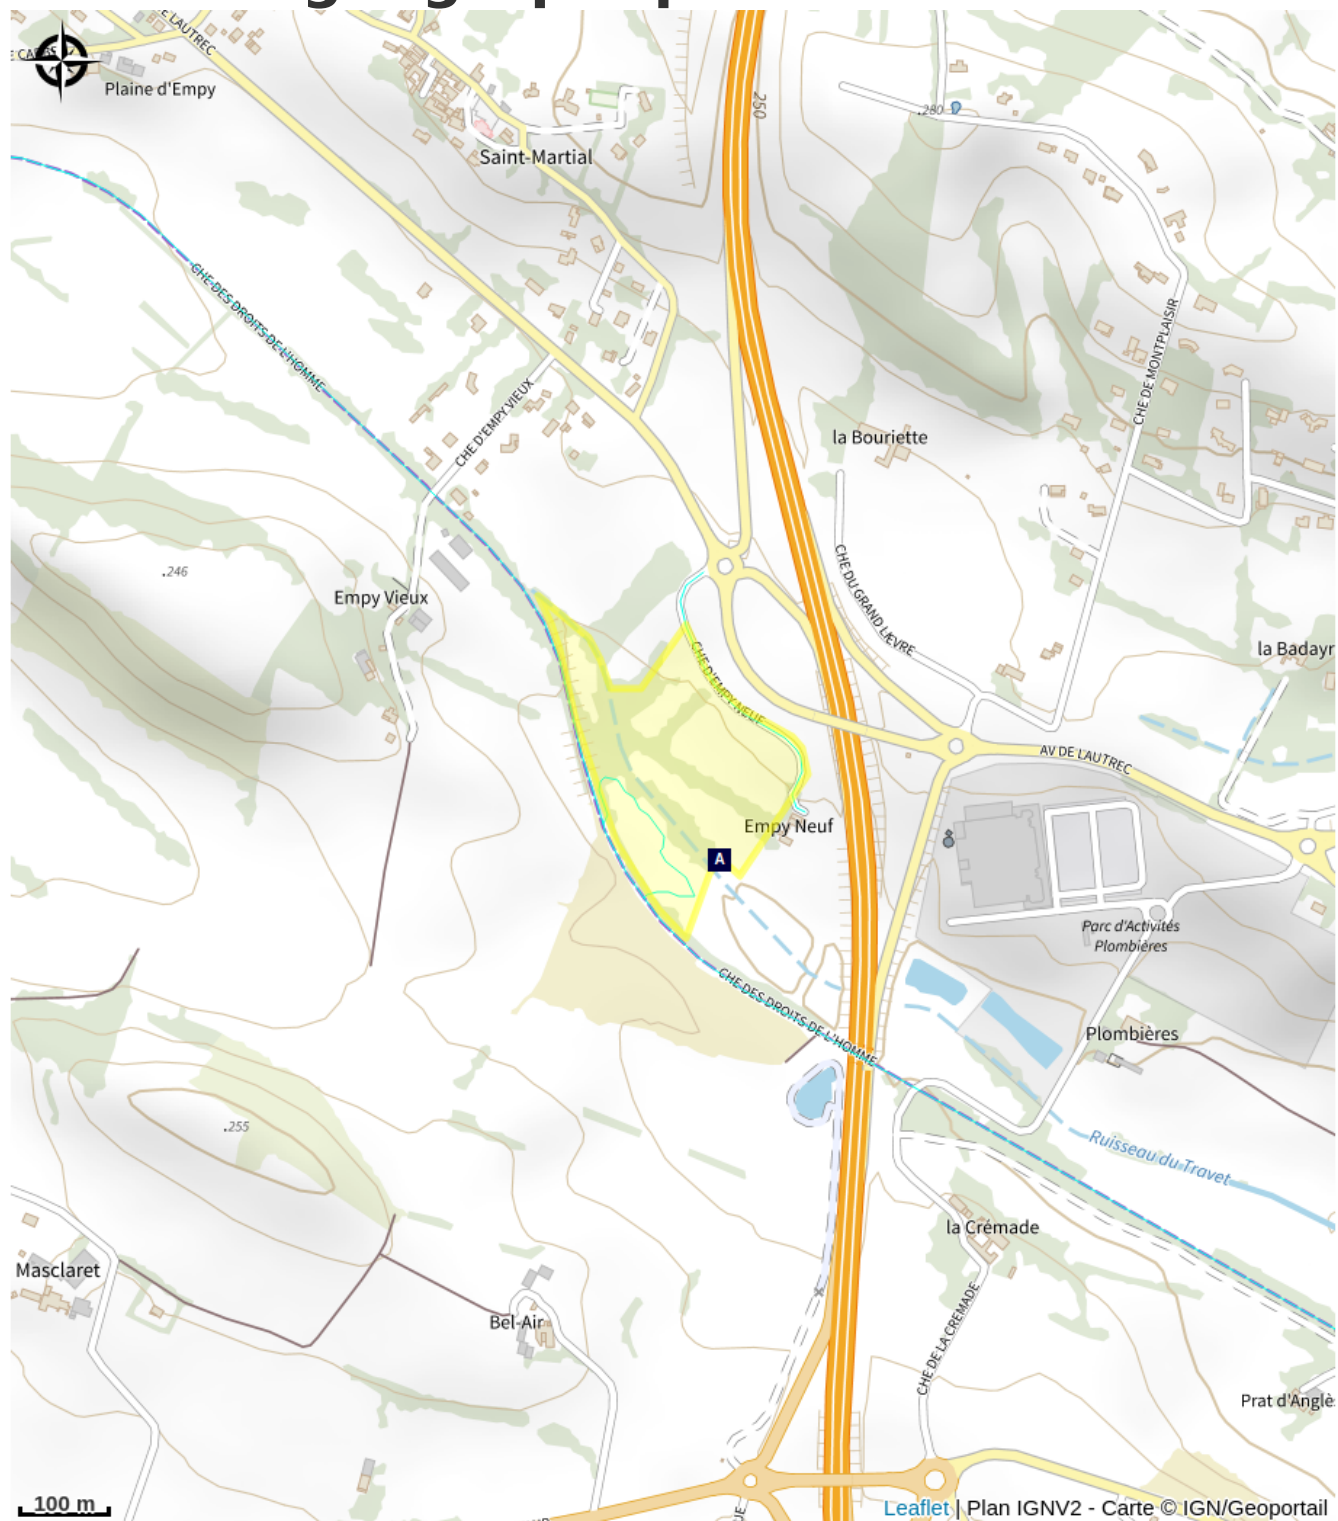 DE LAUTREC
Plaine d'Empy
250
.280
Saint-Martial
CHE DES DROITS DE L'HOMME
CHE DE MONTPLAISIR
CHE D'EMPY VIEUX
la Bouriette
.246
Empy Vieux
CHE DU GRAND LÆVRE
la Badayr
CHE D'EMPY NEUF
AV DE LAUTREC
Empy Neuf
A
Parc d'Activités
Plombières
CHE DES DROITS DE L'HOMME
Plombières
.255
Ruisseau du Travet
la Crémade
Masclaret
Bel-Air
CHE DE LA CREMADE
Prat d'Anglè
100 m
Leaflet | Plan IGNV2 - Carte © IGN/Geoportail